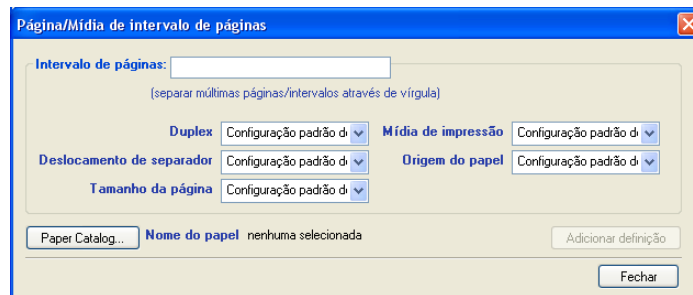 Página/Mídia de intervalo de páginas
Intervalo de páginas:
(separar múltimas páginas/intervalos através de vírgula)
Duplex Configuração padrão d Mídia de impressão Configuração padrão d
Deslocamento de separador Configuração padrão d Origem do papel Configuração padrão d
Tamanho da página Configuração padrão d
Paper Catalog... Nome do papel nenhuma selecionada Adicionar definição
Fechar